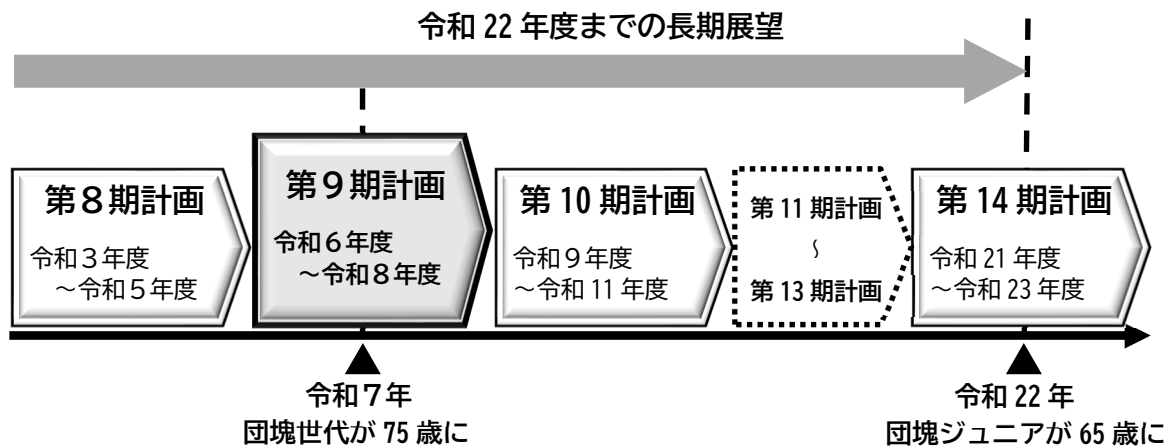 令和 22 年度までの長期展望
第８期計画
令和３年度
～令和５年度
第９期計画
令和６年度
～令和８年度
第 10 期計画
令和９年度
～令和 11 年度
第 11 期計画
～
第 13 期計画
第 14 期計画
令和 21 年度
～令和 23 年度
令和７年
団塊世代が 75 歳に
令和 22 年
団塊ジュニアが 65 歳に